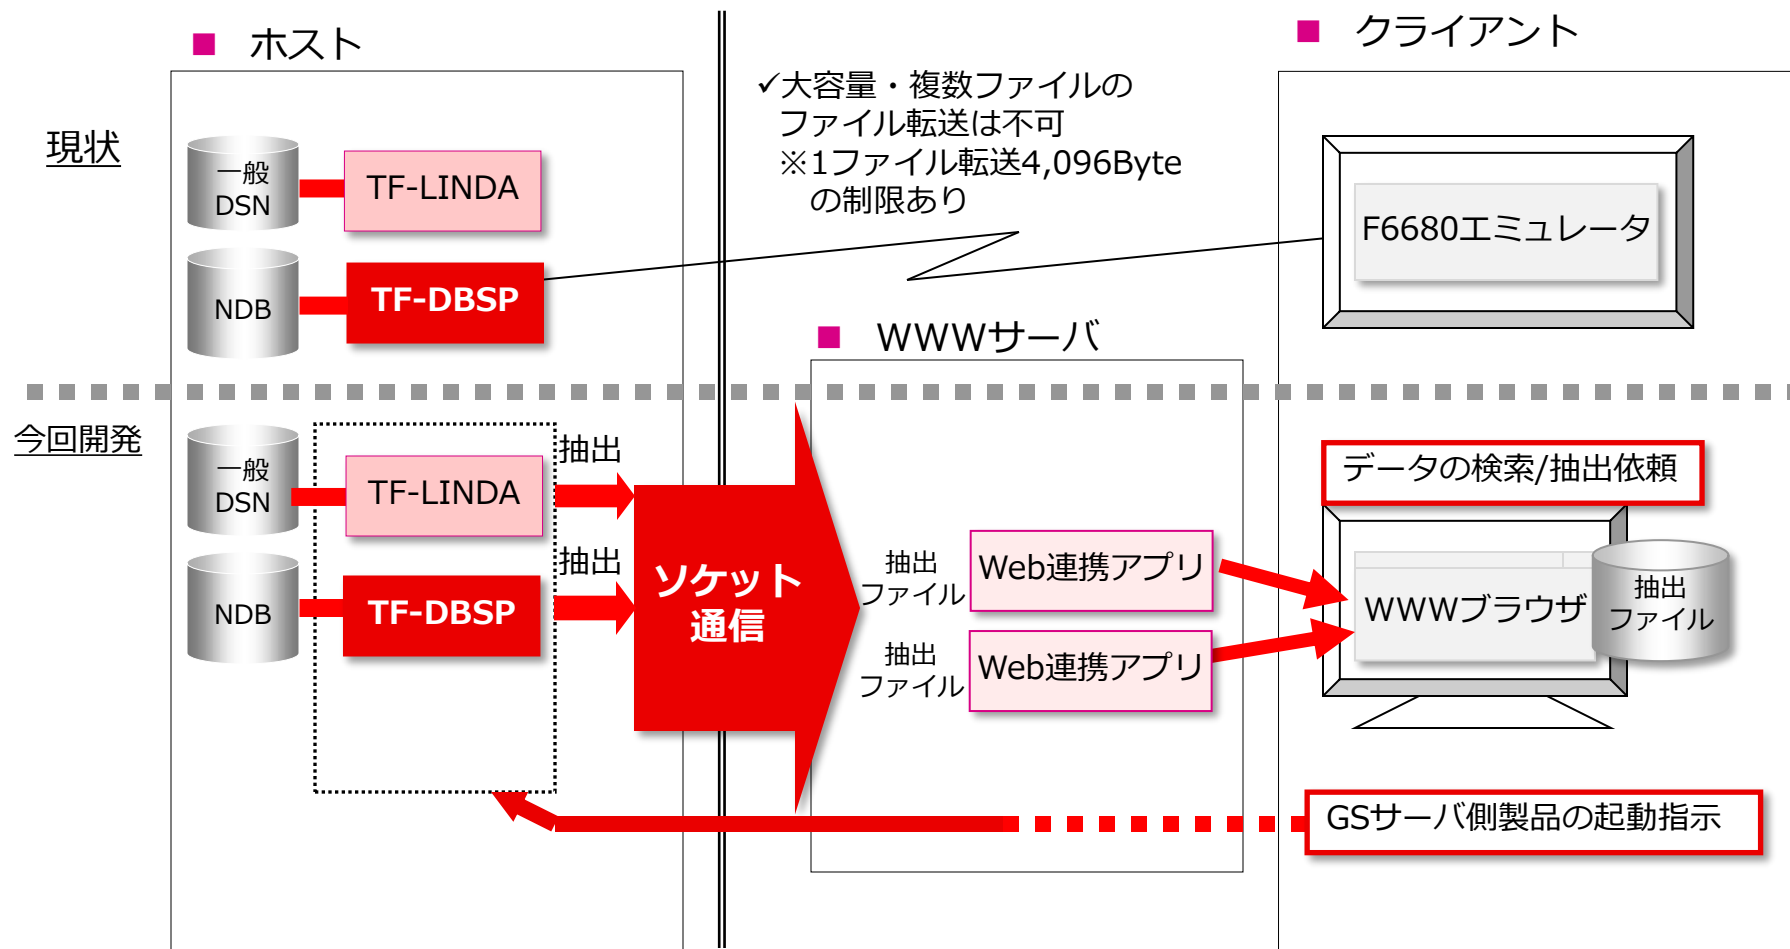 ■ ホスト
■ クライアント
現状
一般
DSN
TF-LINDA
NDB
TF-DBSP
✓大容量・複数ファイルの
ファイル転送は不可
※1ファイル転送4,096Byte
の制限あり
F6680エミュレータ
■ WWWサーバ
今回開発
一般
DSN
TF-LINDA
抽出
NDB
TF-DBSP
抽出
ソケット
通信
抽出
ファイル
Web連携アプリ
抽出
ファイル
Web連携アプリ
データの検索/抽出依頼
WWWブラウザ
抽出
ファイル
GSサーバ側製品の起動指示